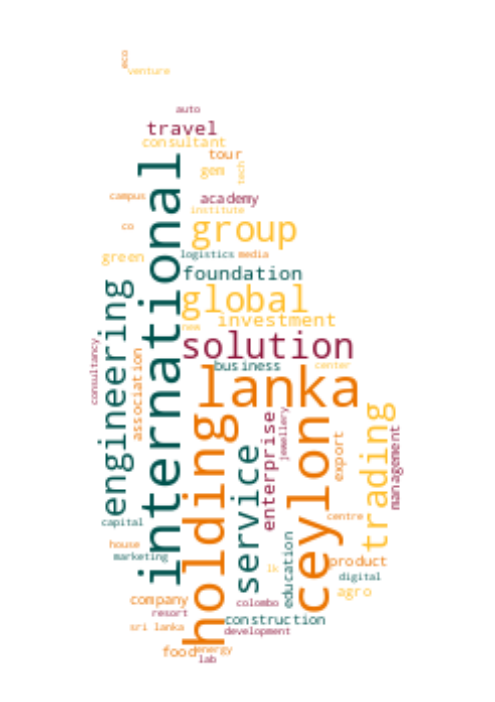 eco
venture
auto
travel
consultant
tour
gem
tech
international
campus
academy
institute
co
group
green
logistics
media
foundation
engineering
global
new
investment
solution
consultancy
association
business
center
lanka
holding
ceylon
trading
enterprise
jewellery
export
management
service
capital
centre
education
house
marketing
lk
product
digital
agro
company
colombo
resort
construction
sri lanka
development
food
energy
lab